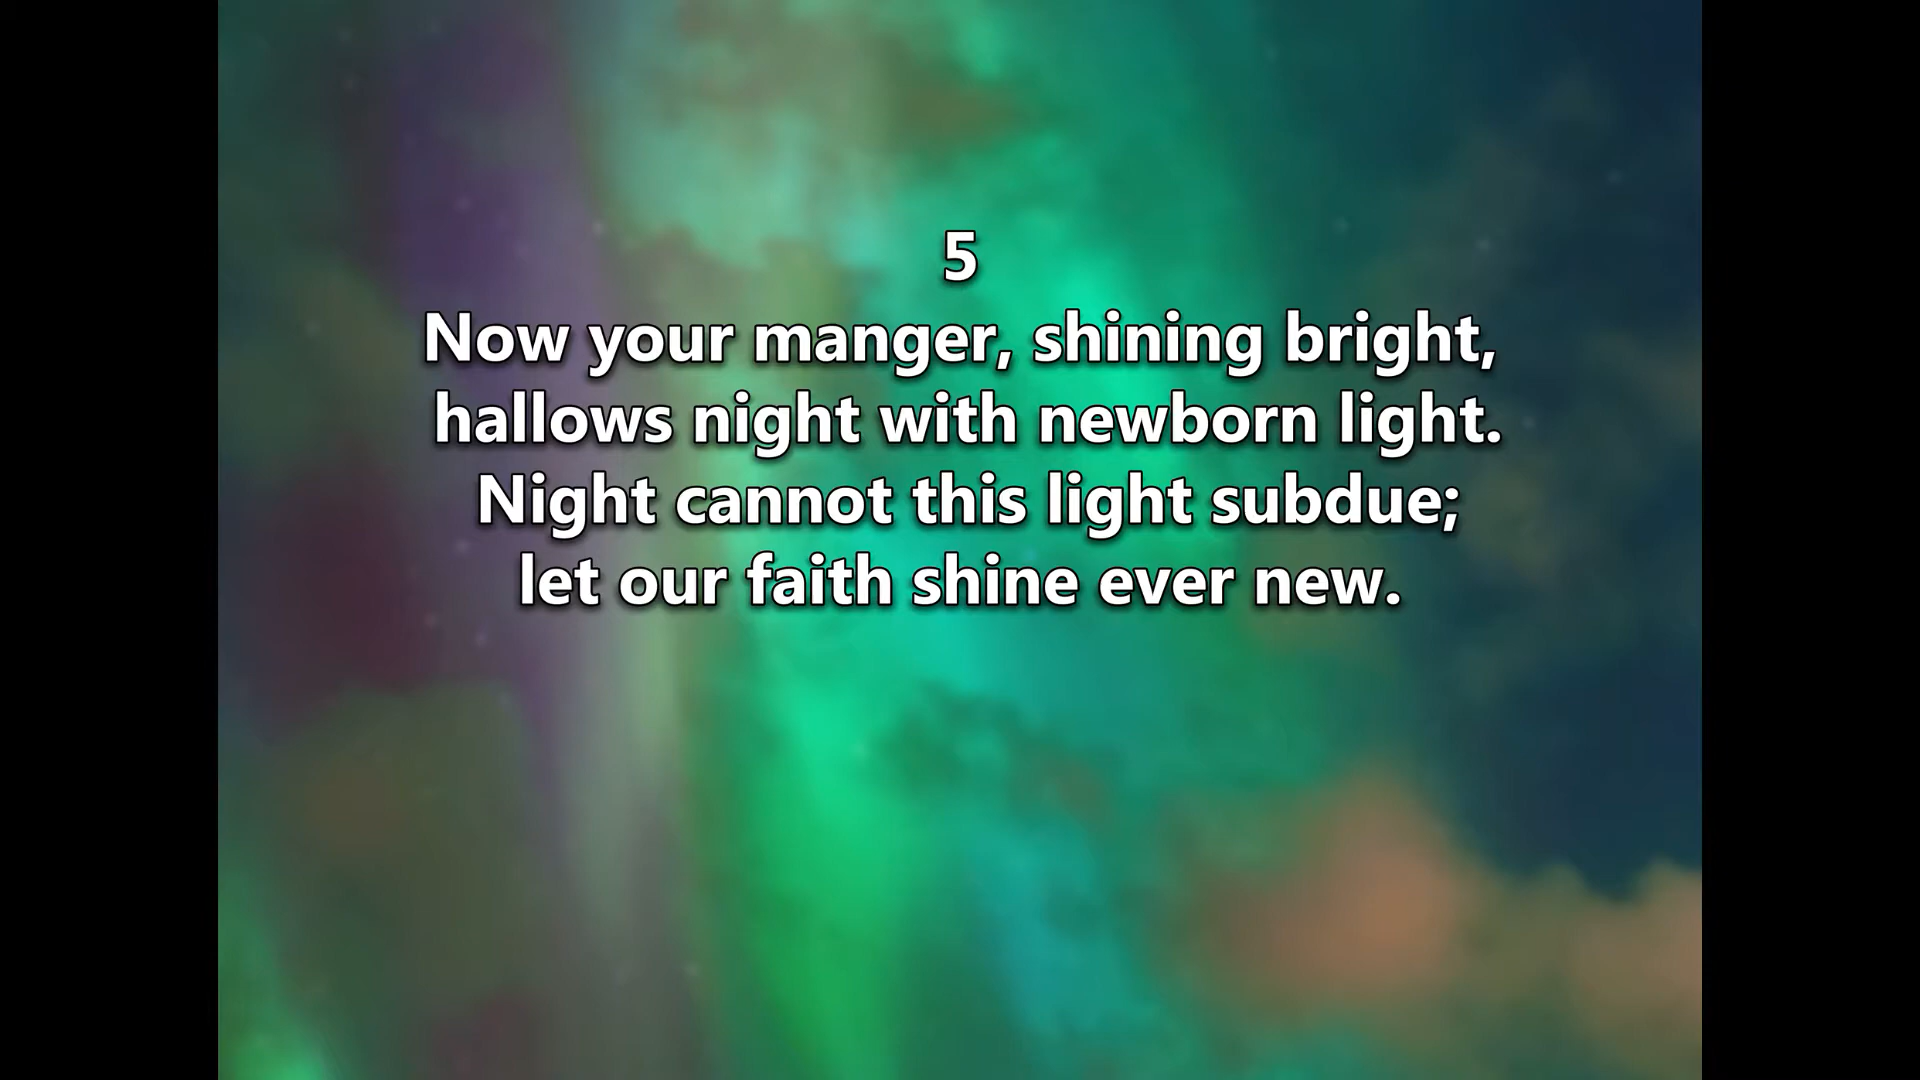 5
Now your manger, shining bright,
hallows night with newborn light.
Night cannot this light subdue;
let our faith shine ever new.